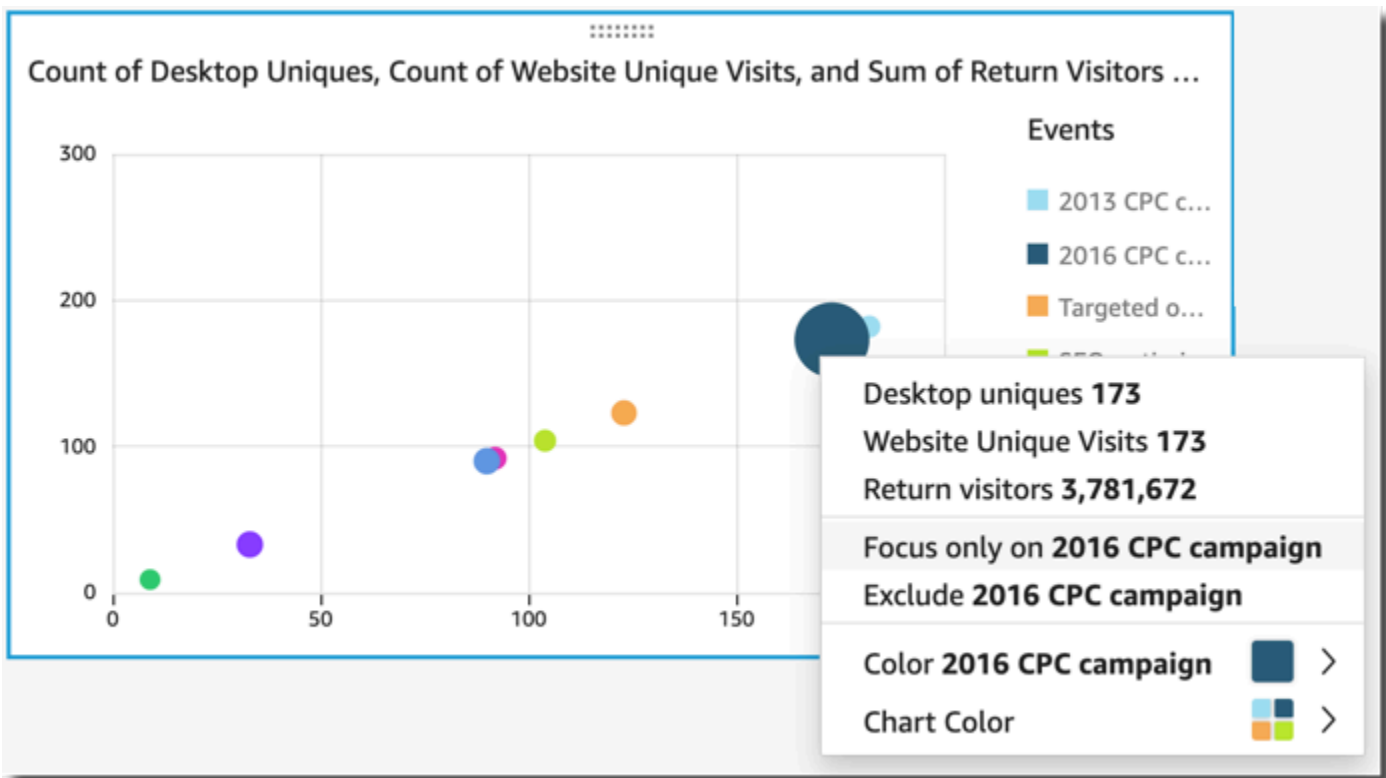 Count of Desktop Uniques, Count of Website Unique Visits, and Sum of Return Visitors ...
Events
300
200
100
0
0
50
100
150
2013 CPC c...
2016 CPC c...
Targeted o...
Desktop uniques 173
Website Unique Visits 173
Return visitors 3,781,672
Focus only on 2016 CPC campaign
Exclude 2016 CPC campaign
Color 2016 CPC campaign
Chart Color